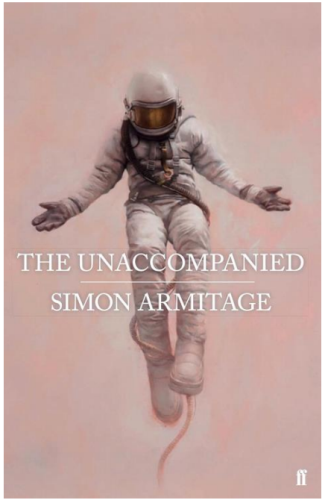 THE UNACCOMPANIED
SIMON ARMITAGE
ff